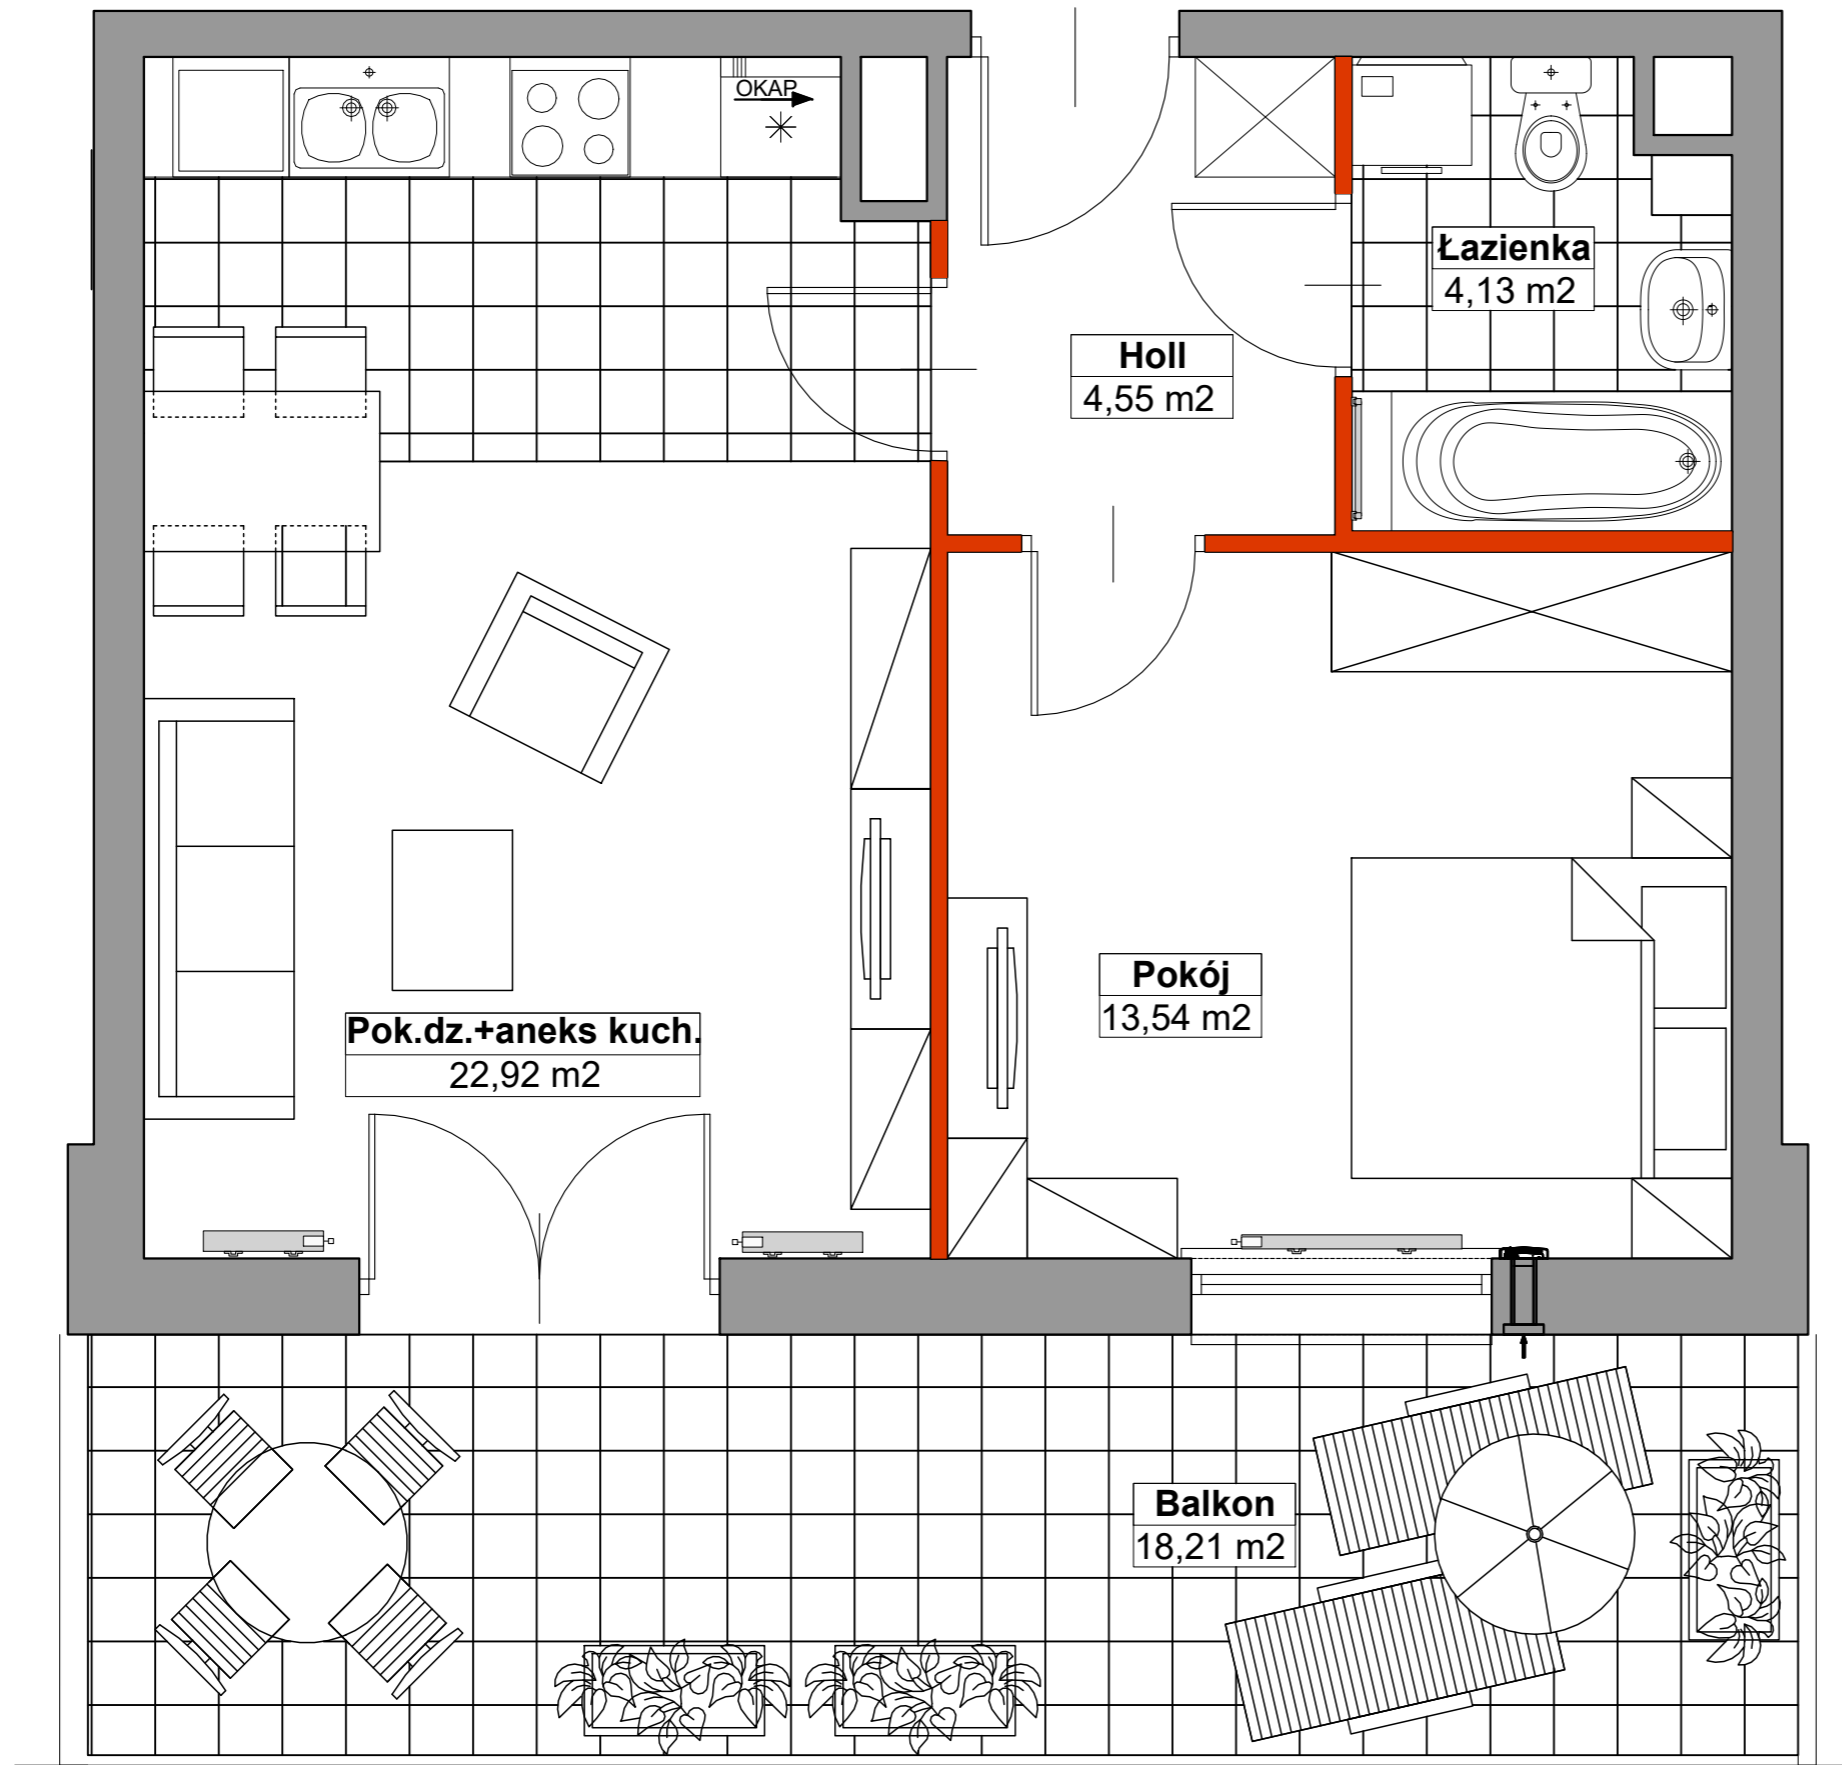 OKAP
Łazienka
4,13 m2
Holl
4,55 m2
Pokój
13,54 m2
Pok.dz.+aneks kuch.
22,92 m2
Balkon
18,21 m2